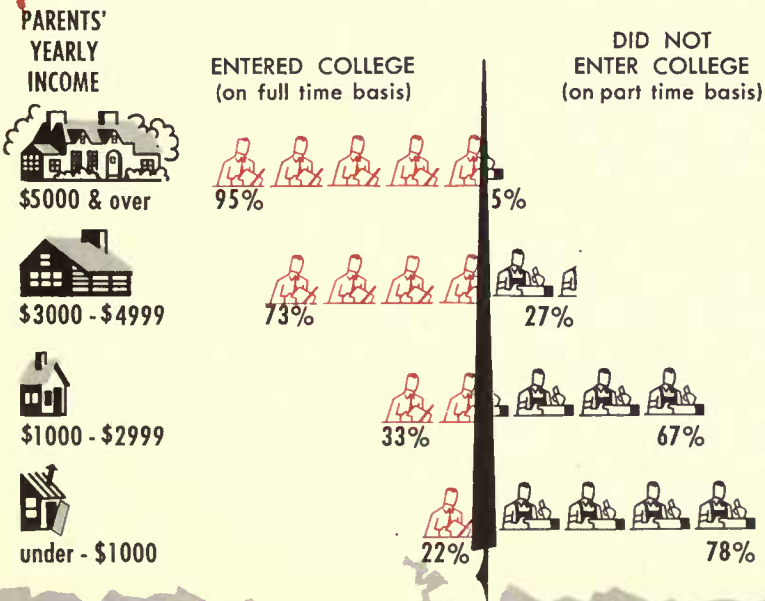 PARENTS'
YEARLY
INCOME
ENTERED COLLEGE
(on full time basis)
DID NOT
ENTER COLLEGE
(on part time basis)
$5000 & over
95%
5%
$3000 - $4999
73%
27%
$1000 - $2999
33%
67%
under - $1000
22%
78%